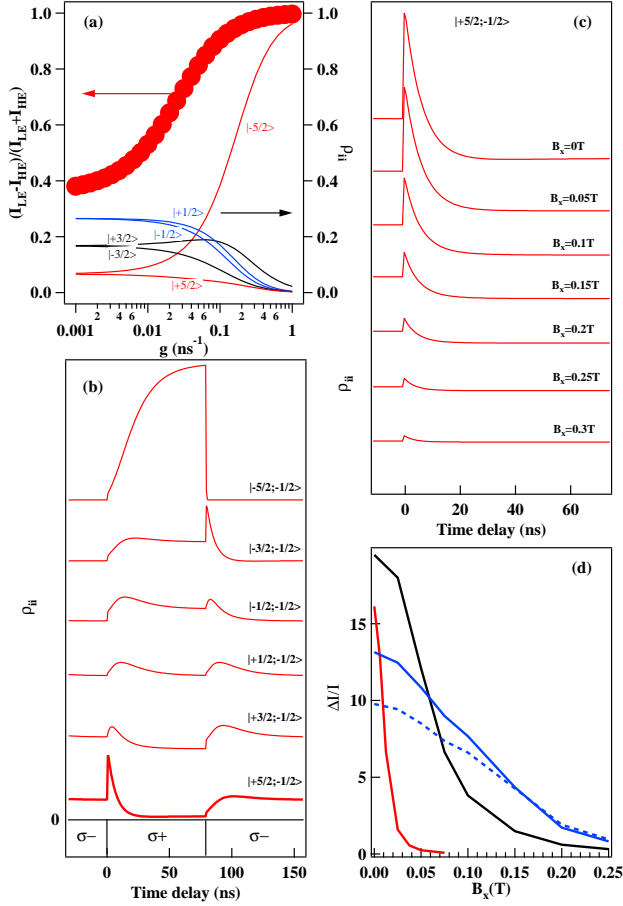 (a)
(I_LE-I_HE)/(I_LE+I_HE)
1.0
0.8
0.6
0.4
0.2
0.0
|-5/2>
|+1/2>
|-1/2>
|+3/2>
|-3/2>
|+5/2>
1.0
0.8
0.6
0.4
0.2
0.0
ρ_ii
0.001
2
4
6
0.01
2
4
6
0.1
2
4
6
1
g (ns⁻¹)
(b)
|-5/2;-1/2>
|-3/2;-1/2>
|-1/2;-1/2>
|+1/2;-1/2>
|+3/2;-1/2>
|+5/2;-1/2>
ρ_ii
0
σ−
σ+
σ−
0
50
100
150
Time delay (ns)
|+5/2;-1/2>
(c)
B_x=0T
B_x=0.05T
B_x=0.1T
B_x=0.15T
B_x=0.2T
B_x=0.25T
B_x=0.3T
ρ_ii
0
20
40
60
Time delay (ns)
(d)
ΔI/I
15
10
5
0
0.00
0.05
0.10
0.15
0.20
0.25
B_x(T)